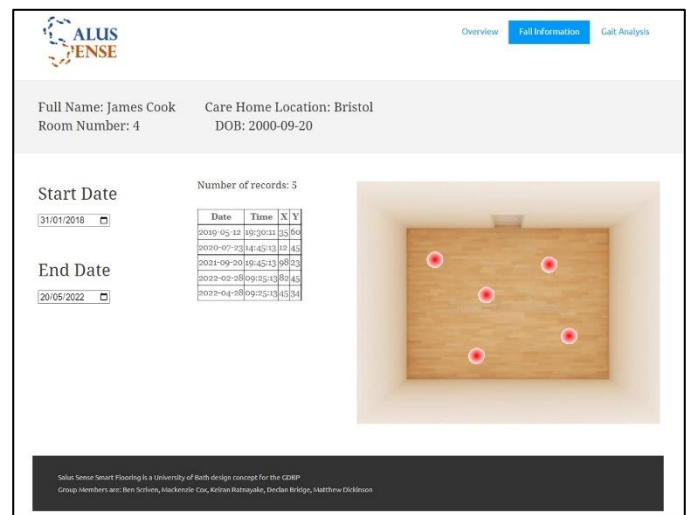 SALUS
SENSE
Overview Fall Information Gait Analysis
Full Name: James Cook Care Home Location: Bristol
Room Number: 4 DOB: 2000-09-20
Start Date
31/01/2018
End Date
20/05/2022
Number of records: 5
Date Time X Y
2019-05-12 19:30:11 35 60
2020-07-23 14:45:13 12 45
2021-09-20 19:45:13 98 23
2022-02-28 09:25:13 82 45
2022-04-28 09:25:13 45 34
Salus Sense Smart Flooring is a University of Bath design concept for the GDBP
Group Members are: Ben Scriven, Mackenzie Cox, Keiran Ratnayake, Declan Bridge, Matthew Dickinson